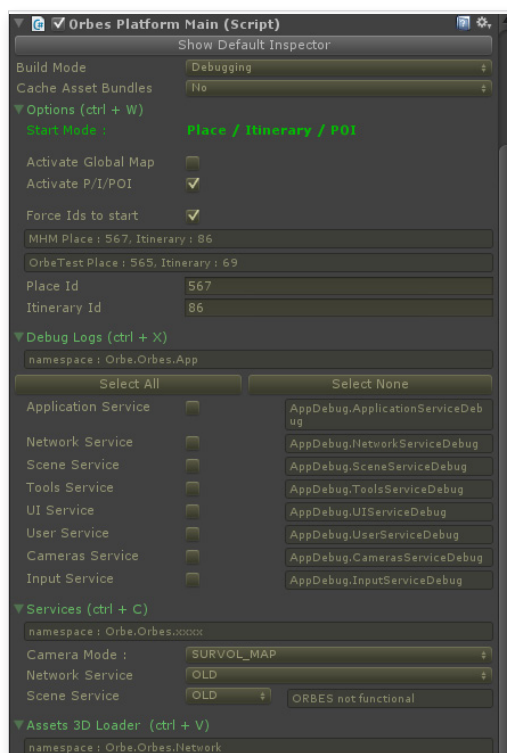 Orbes Platform Main (Script)
Show Default Inspector
Build Mode Debugging
Cache Asset Bundles No
Options (ctrl + W)
Start Mode : Place / Itinerary / POI
Activate Global Map
Activate P/I/POI
Force Ids to start
MHM Place : 567, Itinerary : 86
OrbeTest Place : 565, Itinerary : 69
Place Id 567
Itinerary Id 86
Debug Logs (ctrl + X)
namespace : Orbe.Orbes.App
Select All Select None
Application Service AppDebug.ApplicationServiceDeb
ug
Network Service AppDebug.NetworkServiceDebug
Scene Service AppDebug.SceneServiceDebug
Tools Service AppDebug.ToolsServiceDebug
UI Service AppDebug.UIServiceDebug
User Service AppDebug.UserServiceDebug
Cameras Service AppDebug.CamerasServiceDebug
Input Service AppDebug.InputServiceDebug
Services (ctrl + C)
namespace : Orbe.Orbes.xxxx
Camera Mode : SURVOL_MAP
Network Service OLD
Scene Service OLD ORBES not functional
Assets 3D Loader (ctrl + V)
namespace : Orbe.Orbes.Network